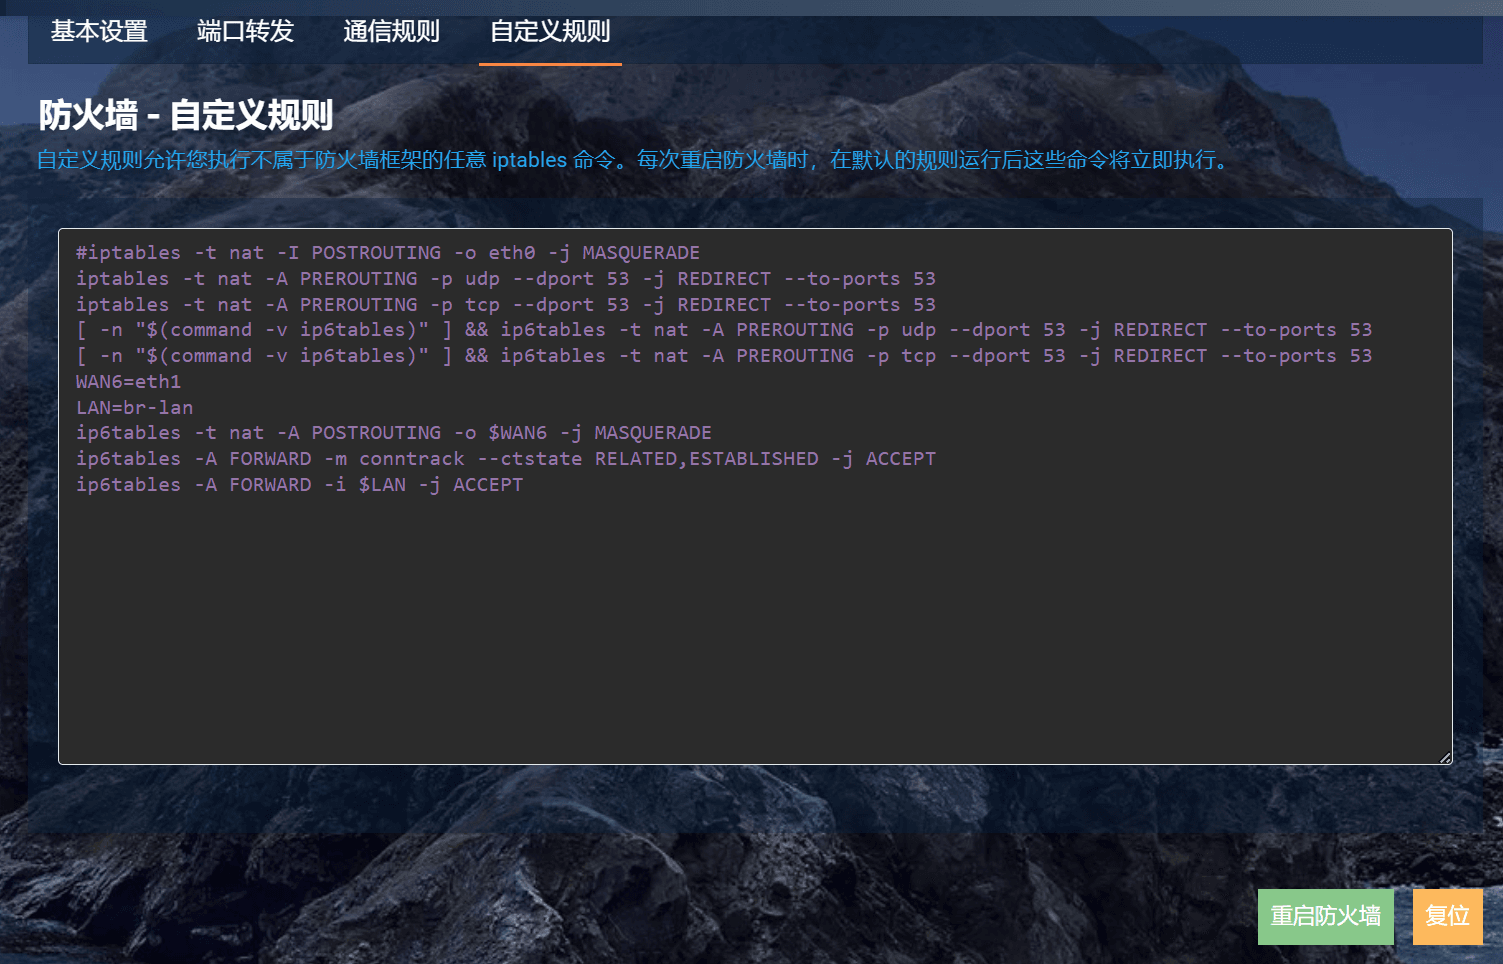 基本设置 端口转发 通信规则 自定义规则
防火墙 - 自定义规则
自定义规则允许您执行不属于防火墙框架的任意 iptables 命令。每次重启防火墙时，在默认的规则运行后这些命令将立即执行。
#iptables -t nat -I POSTROUTING -o eth0 -j MASQUERADE
iptables -t nat -A PREROUTING -p udp --dport 53 -j REDIRECT --to-ports 53
iptables -t nat -A PREROUTING -p tcp --dport 53 -j REDIRECT --to-ports 53
[ -n "$(command -v ip6tables)" ] && ip6tables -t nat -A PREROUTING -p udp --dport 53 -j REDIRECT --to-ports 53
[ -n "$(command -v ip6tables)" ] && ip6tables -t nat -A PREROUTING -p tcp --dport 53 -j REDIRECT --to-ports 53
WAN6=eth1
LAN=br-lan
ip6tables -t nat -A POSTROUTING -o $WAN6 -j MASQUERADE
ip6tables -A FORWARD -m conntrack --ctstate RELATED,ESTABLISHED -j ACCEPT
ip6tables -A FORWARD -i $LAN -j ACCEPT
重启防火墙 复位